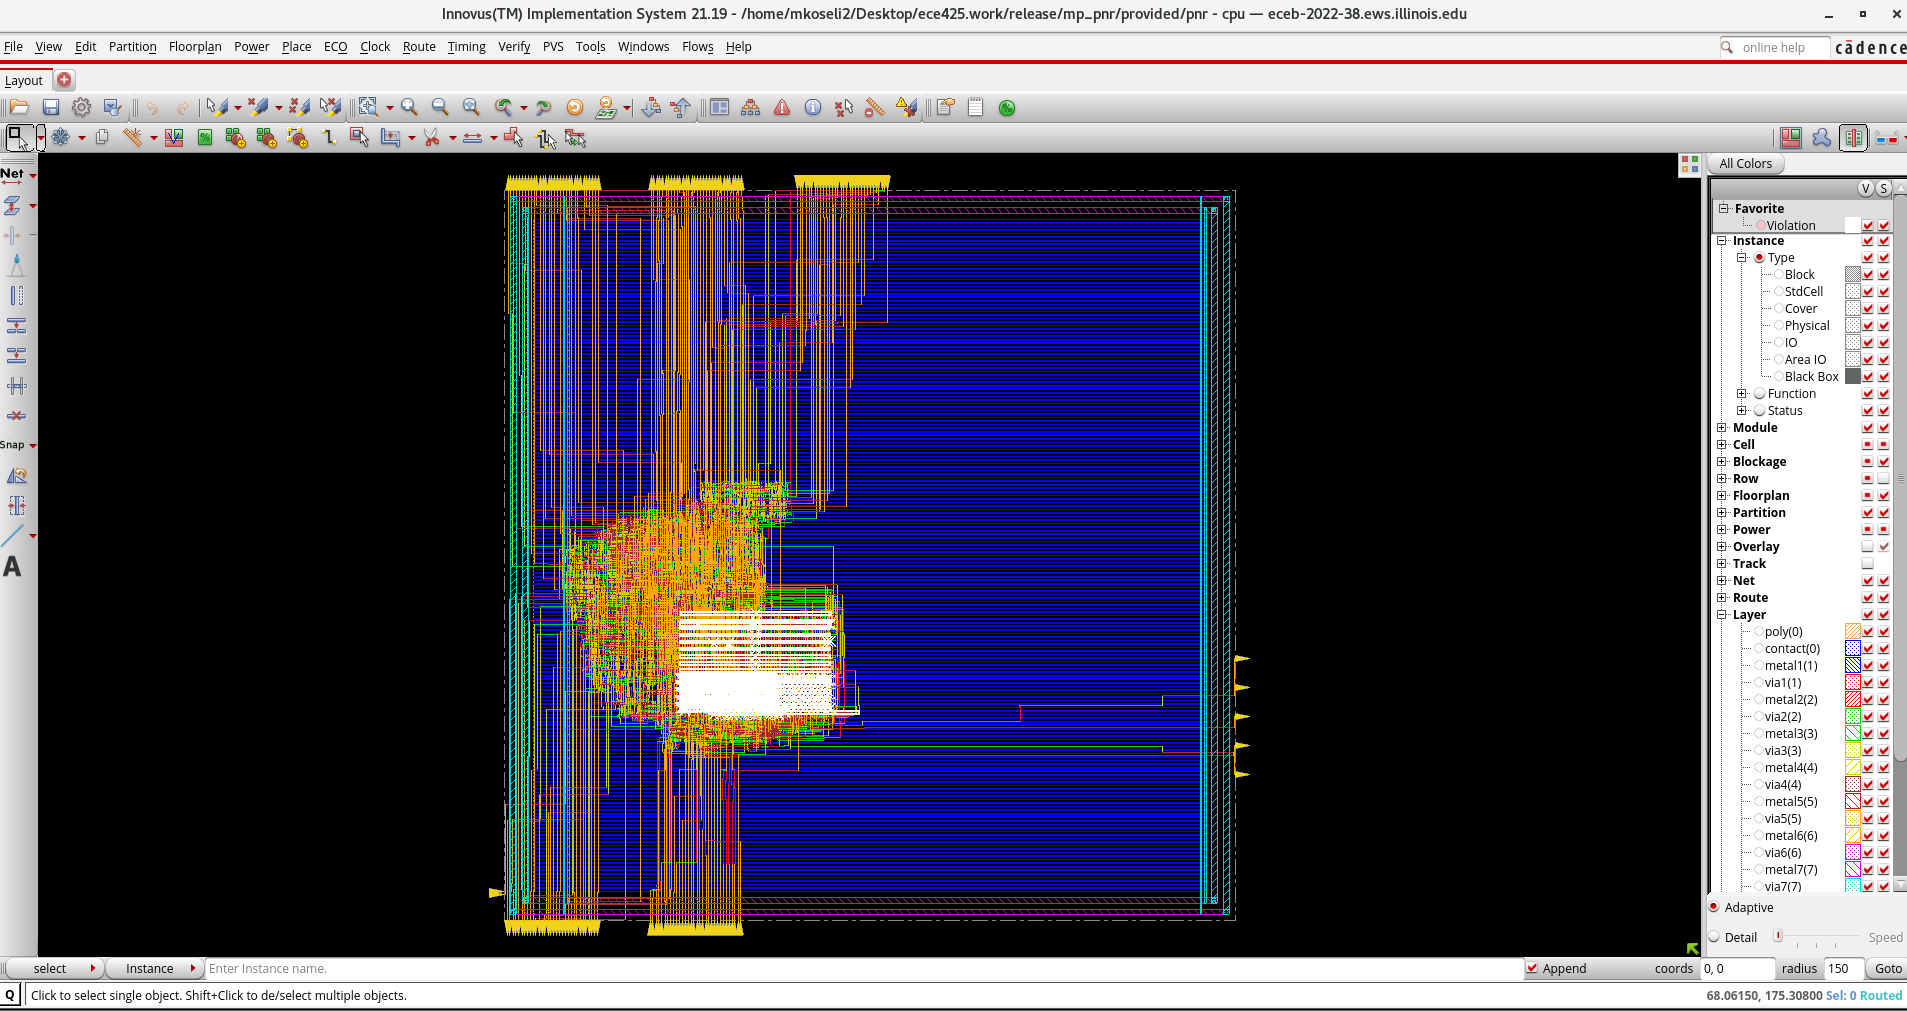 Innovus(TM) Implementation System 21.19 - /home/mkoseli2/Desktop/ece425.work/release/mp_pnr/provided/pnr - cpu — eceb-2022-38.ews.illinois.edu
File View Edit Partition Floorplan Power Place ECO Clock Route Timing Verify PVS Tools Windows Flows Help
online help
cādence
Layout
Net
Snap
A
All Colors
V S
Favorite
Violation
Instance
Type
Block
StdCell
Cover
Physical
IO
Area IO
Black Box
Function
Status
Module
Cell
Blockage
Row
Floorplan
Partition
Power
Overlay
Track
Net
Route
Layer
poly(0)
contact(0)
metal1(1)
via1(1)
metal2(2)
via2(2)
metal3(3)
via3(3)
metal4(4)
via4(4)
metal5(5)
via5(5)
metal6(6)
via6(6)
metal7(7)
via7(7)
Adaptive
Detail Speed
select Instance Enter Instance name. Append coords 0, 0 radius 150 Goto
Q Click to select single object. Shift+Click to de/select multiple objects. 68.06150, 175.30800 Sel: 0 Routed